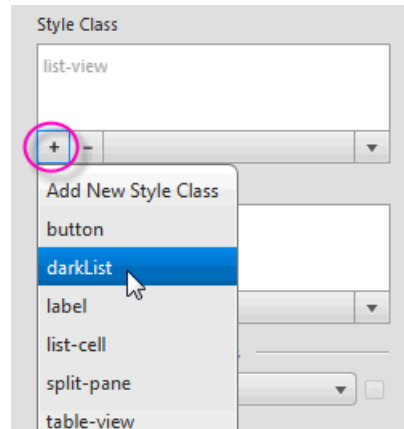 Style Class
list-view
+ -
Add New Style Class
button
darkList
label
list-cell
split-pane
table-view